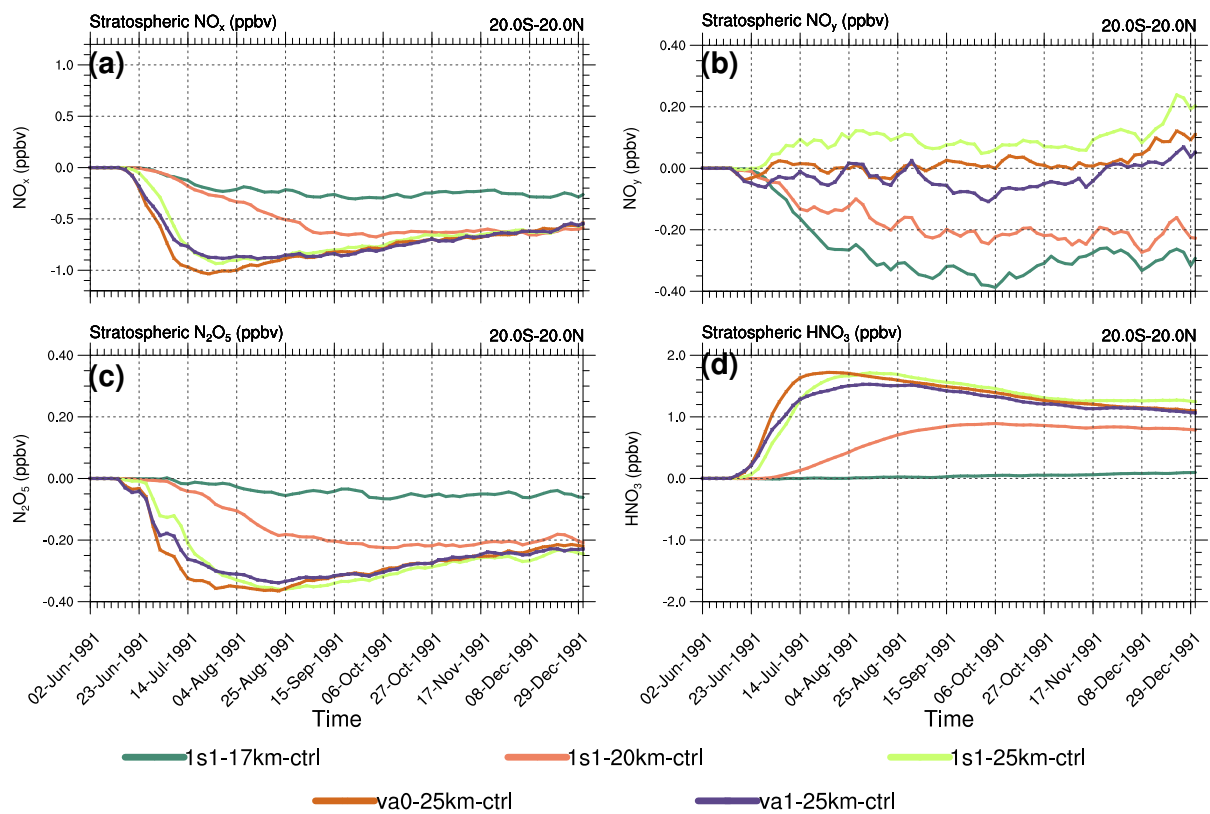 Stratospheric NOx (ppbv) 20.0S-20.0N
(a)
1.0
0.5
0.0
-0.5
-1.0
NOx (ppbv)
Stratospheric NOy (ppbv) 20.0S-20.0N
(b)
0.40
0.20
0.00
-0.20
-0.40
NOy (ppbv)
Stratospheric N2O5 (ppbv) 20.0S-20.0N
(c)
0.40
0.20
0.00
-0.20
-0.40
N2O5 (ppbv)
02-Jun-1991
23-Jun-1991
14-Jul-1991
04-Aug-1991
25-Aug-1991
15-Sep-1991
06-Oct-1991
27-Oct-1991
17-Nov-1991
08-Dec-1991
29-Dec-1991
Time
Stratospheric HNO3 (ppbv) 20.0S-20.0N
(d)
2.0
1.0
0.0
-1.0
-2.0
HNO3 (ppbv)
02-Jun-1991
23-Jun-1991
14-Jul-1991
04-Aug-1991
25-Aug-1991
15-Sep-1991
06-Oct-1991
27-Oct-1991
17-Nov-1991
08-Dec-1991
29-Dec-1991
Time
1s1-17km-ctrl 1s1-20km-ctrl 1s1-25km-ctrl
va0-25km-ctrl va1-25km-ctrl